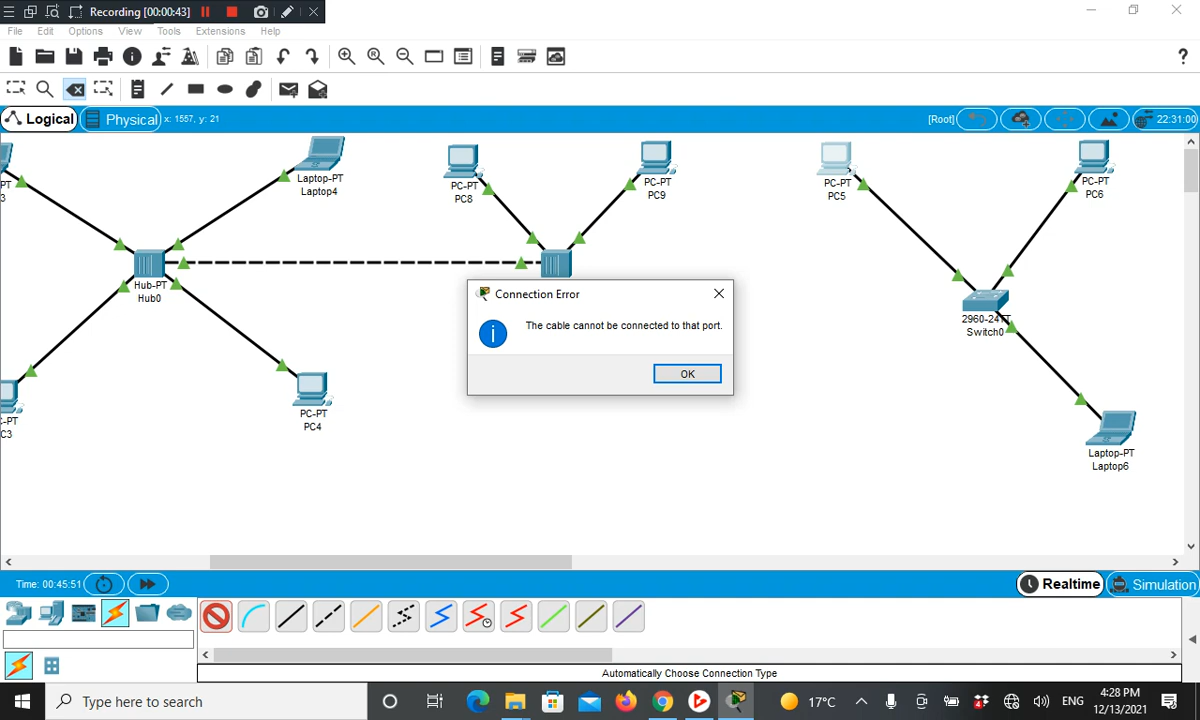 Recording [00:00:43]
File Edit Options View Tools Extensions Help
?
Logical Physical x: 1557, y: 21 [Root] 22:31:00
PT
3
Laptop-PT
Laptop4
PC-PT
PC8
PC-PT
PC9
PC-PT
PC5
PC-PT
PC6
Hub-PT
Hub0
Connection Error
The cable cannot be connected to that port.
OK
2960-24TT
Switch0
C-PT
C3
PC-PT
PC4
Laptop-PT
Laptop6
Time: 00:45:51 Realtime Simulation
Automatically Choose Connection Type
Type here to search 17°C ENG 4:28 PM
12/13/2021